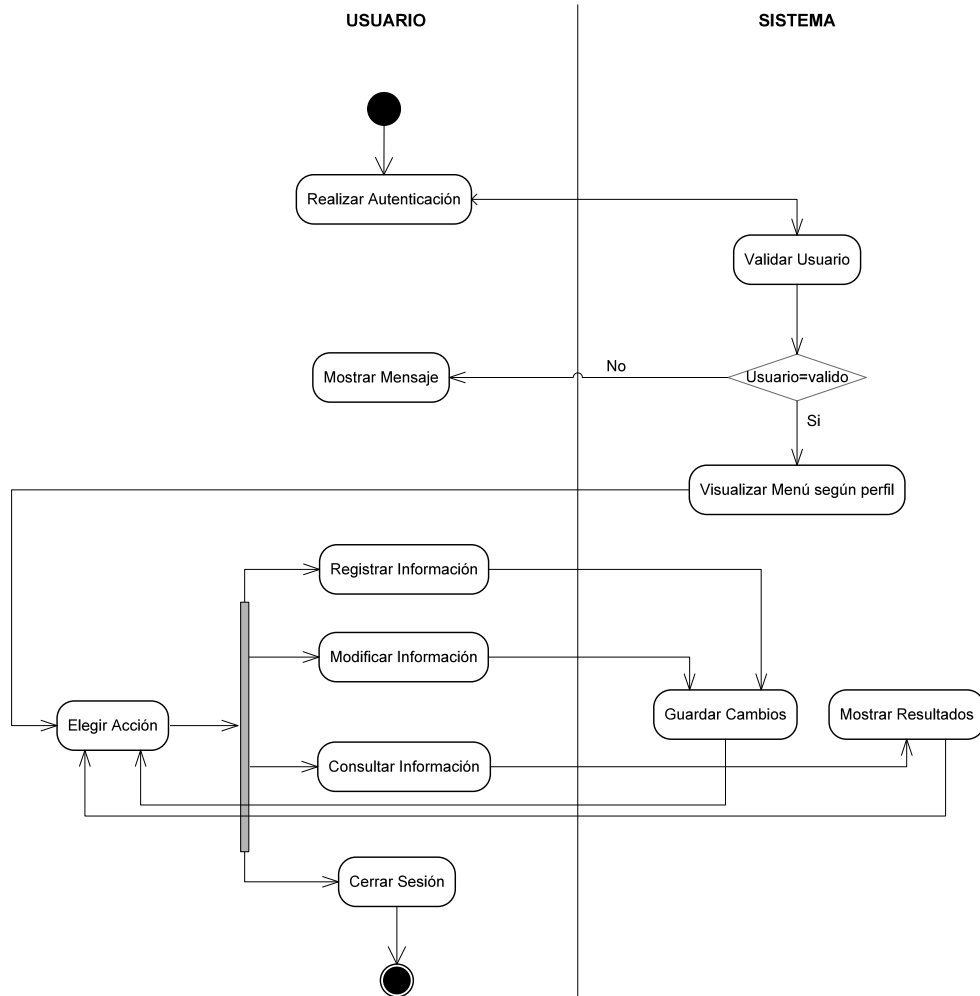 USUARIO
SISTEMA
Realizar Autenticación
Validar Usuario
Mostrar Mensaje
No
Usuario=valido
Si
Visualizar Menú según perfil
Registrar Información
Modificar Información
Elegir Acción
Guardar Cambios
Mostrar Resultados
Consultar Información
Cerrar Sesión